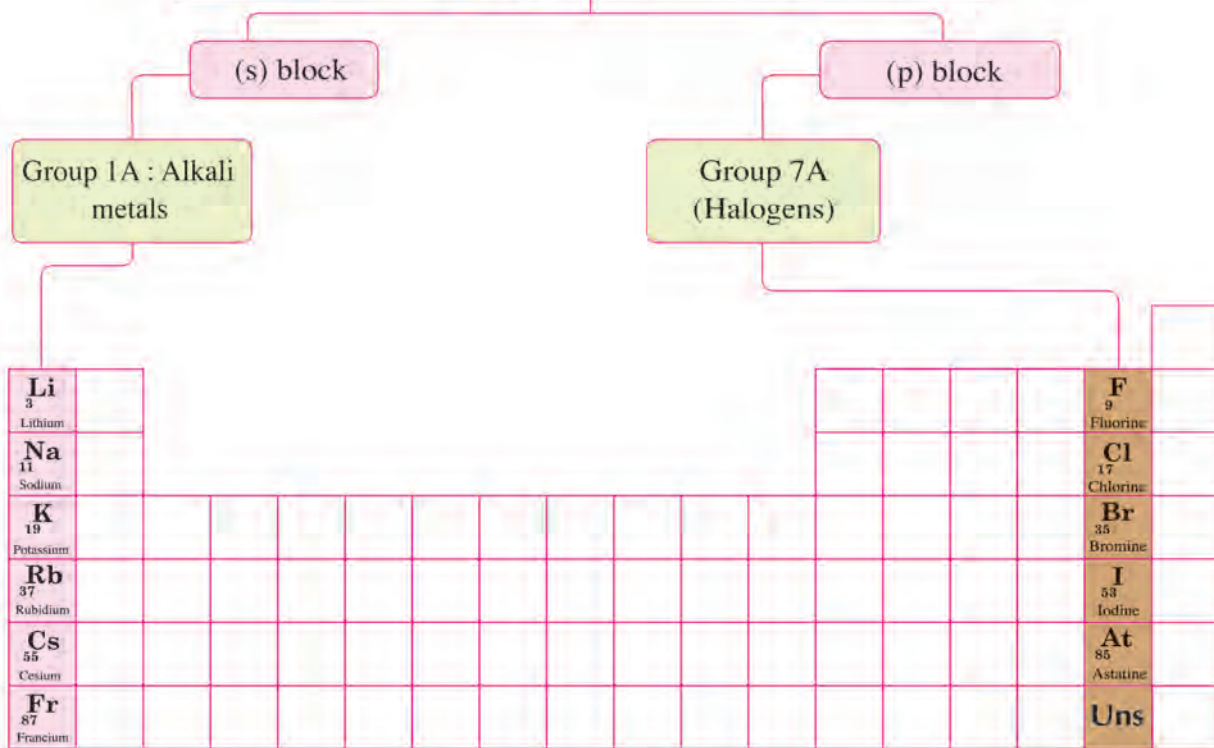 (s) block
(p) block
Group 1A : Alkali
metals
Group 7A
(Halogens)
Li
3
Lithium
F
9
Fluorine
Na
11
Sodium
Cl
17
Chlorine
K
19
Potassium
Br
35
Bromine
Rb
37
Rubidium
I
53
Iodine
Cs
55
Cesium
At
85
Astatine
Fr
87
Francium
Uns